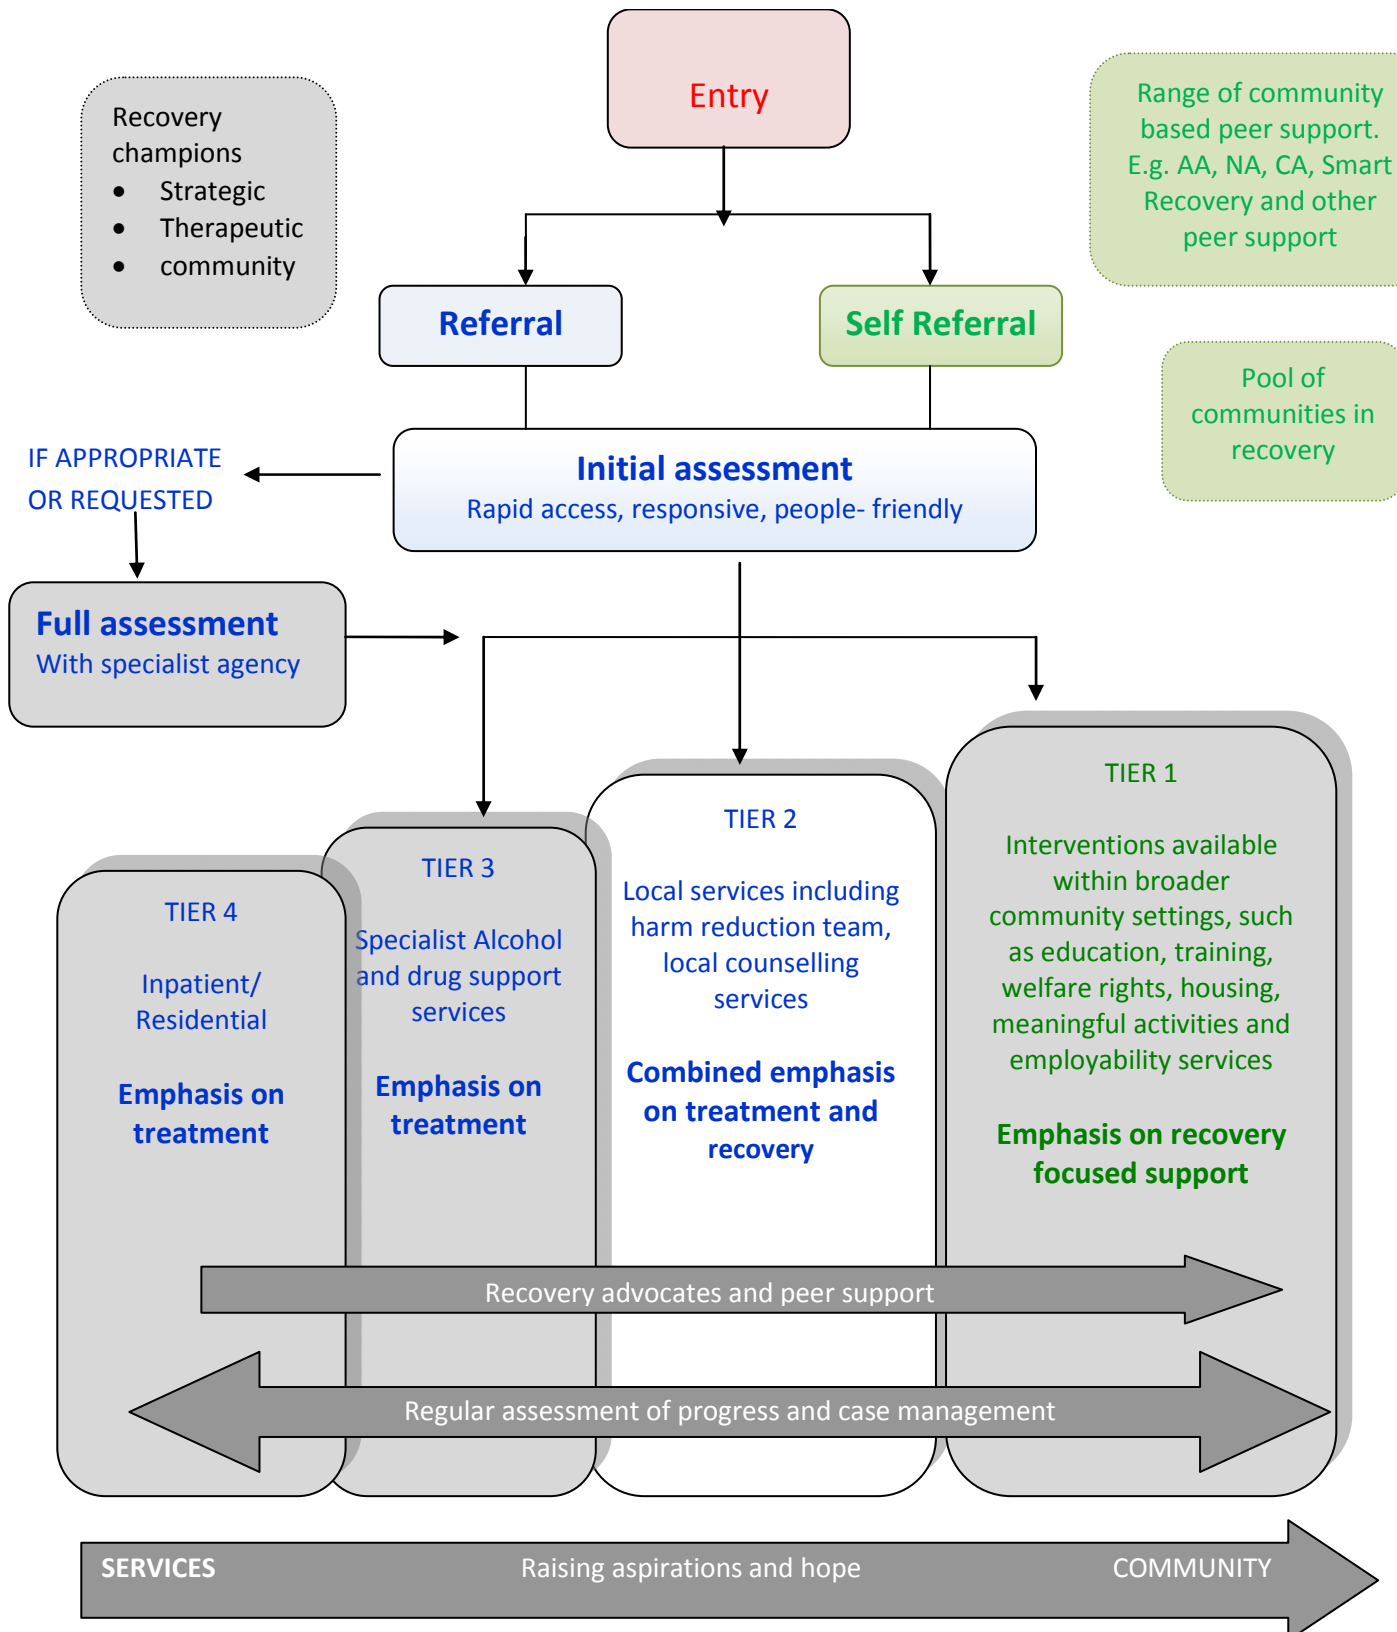 Entry
Recovery
champions
• Strategic
• Therapeutic
• community
Range of community
based peer support.
E.g. AA, NA, CA, Smart
Recovery and other
peer support
Referral
Self Referral
Pool of
communities in
recovery
IF APPROPRIATE
OR REQUESTED
Initial assessment
Rapid access, responsive, people- friendly
Full assessment
With specialist agency
TIER 4
Inpatient/
Residential
Emphasis on
treatment
TIER 3
Specialist Alcohol
and drug support
services
Emphasis on
treatment
TIER 2
Local services including
harm reduction team,
local counselling
services
Combined emphasis
on treatment and
recovery
TIER 1
Interventions available
within broader
community settings, such
as education, training,
welfare rights, housing,
meaningful activities and
employability services
Emphasis on recovery
focused support
Recovery advocates and peer support
Regular assessment of progress and case management
SERVICES Raising aspirations and hope COMMUNITY